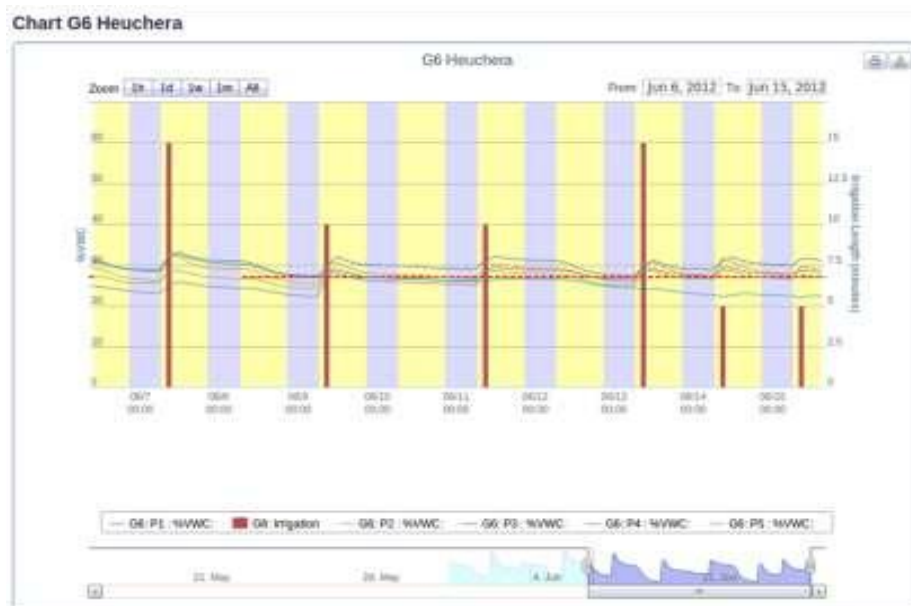 Chart G6 Heuchera
G6 Heuchera
Zoom 1h 1d 1w 1m All
From Jun 6, 2012 To Jun 15, 2012
15
12.5
10
7.5
5
2.5
0
%VWC
Irrigation Length (minutes)
06/7 06/8 06/9 06/10 06/11 06/12 06/13 06/14 06/15
00:00 00:00 00:00 00:00 00:00 00:00 00:00 00:00 00:00
G6: P1 : %VWC: G6: Irrigation G6: P2 : %VWC: G6: P3 : %VWC: G6: P4 : %VWC: G6: P5 : %VWC:
28. May 4. Jun